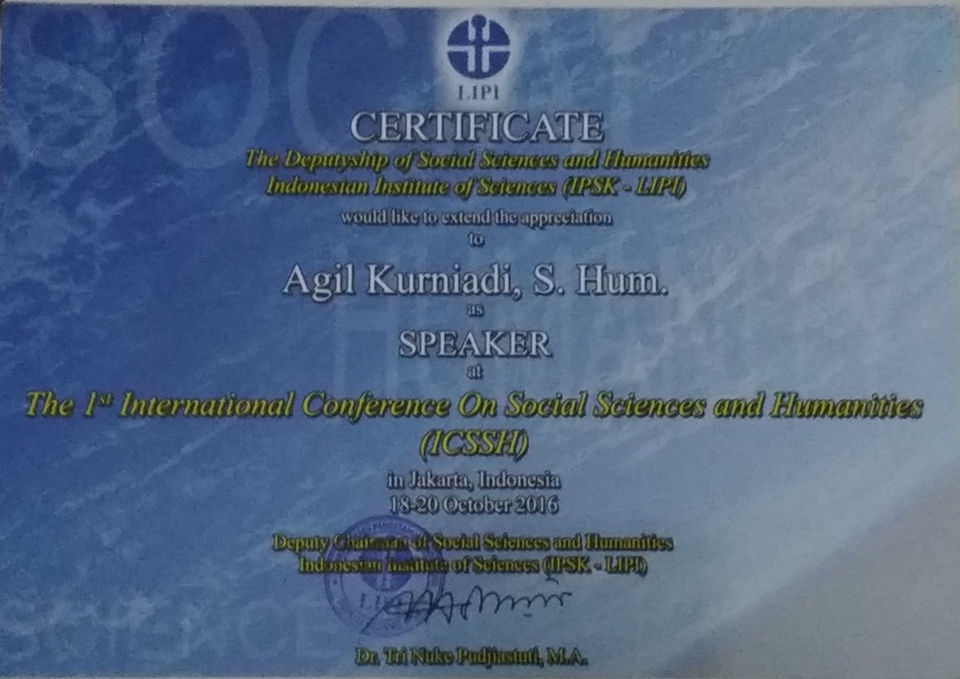 LIPI
CERTIFICATE
The Deputyship of Social Sciences and Humanities
Indonesian Institute of Sciences (IPSK - LIPI)
would like to extend the appreciation
to
Agil Kurniadi, S. Hum.
as
SPEAKER
at
The 1st International Conference On Social Sciences and Humanities
(ICSSH)
in Jakarta, Indonesia
18-20 October 2016
Deputy Chairman of Social Sciences and Humanities
Indonesian Institute of Sciences (IPSK - LIPI)
LIPI
Dr. Tri Nuke Pudjiastuti, M.A.
SCIENCE